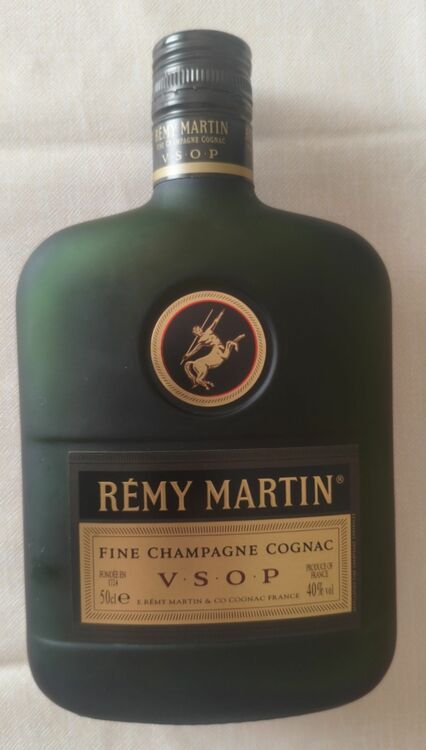 RÉMY MARTIN
FINE CHAMPAGNE COGNAC
V·S·O·P
RÉMY MARTIN®
FINE CHAMPAGNE COGNAC
V·S·O·P
FONDÉE EN
1724
50cl e
E.RÉMY MARTIN & CO COGNAC FRANCE
PRODUCE OF
FRANCE
40% vol